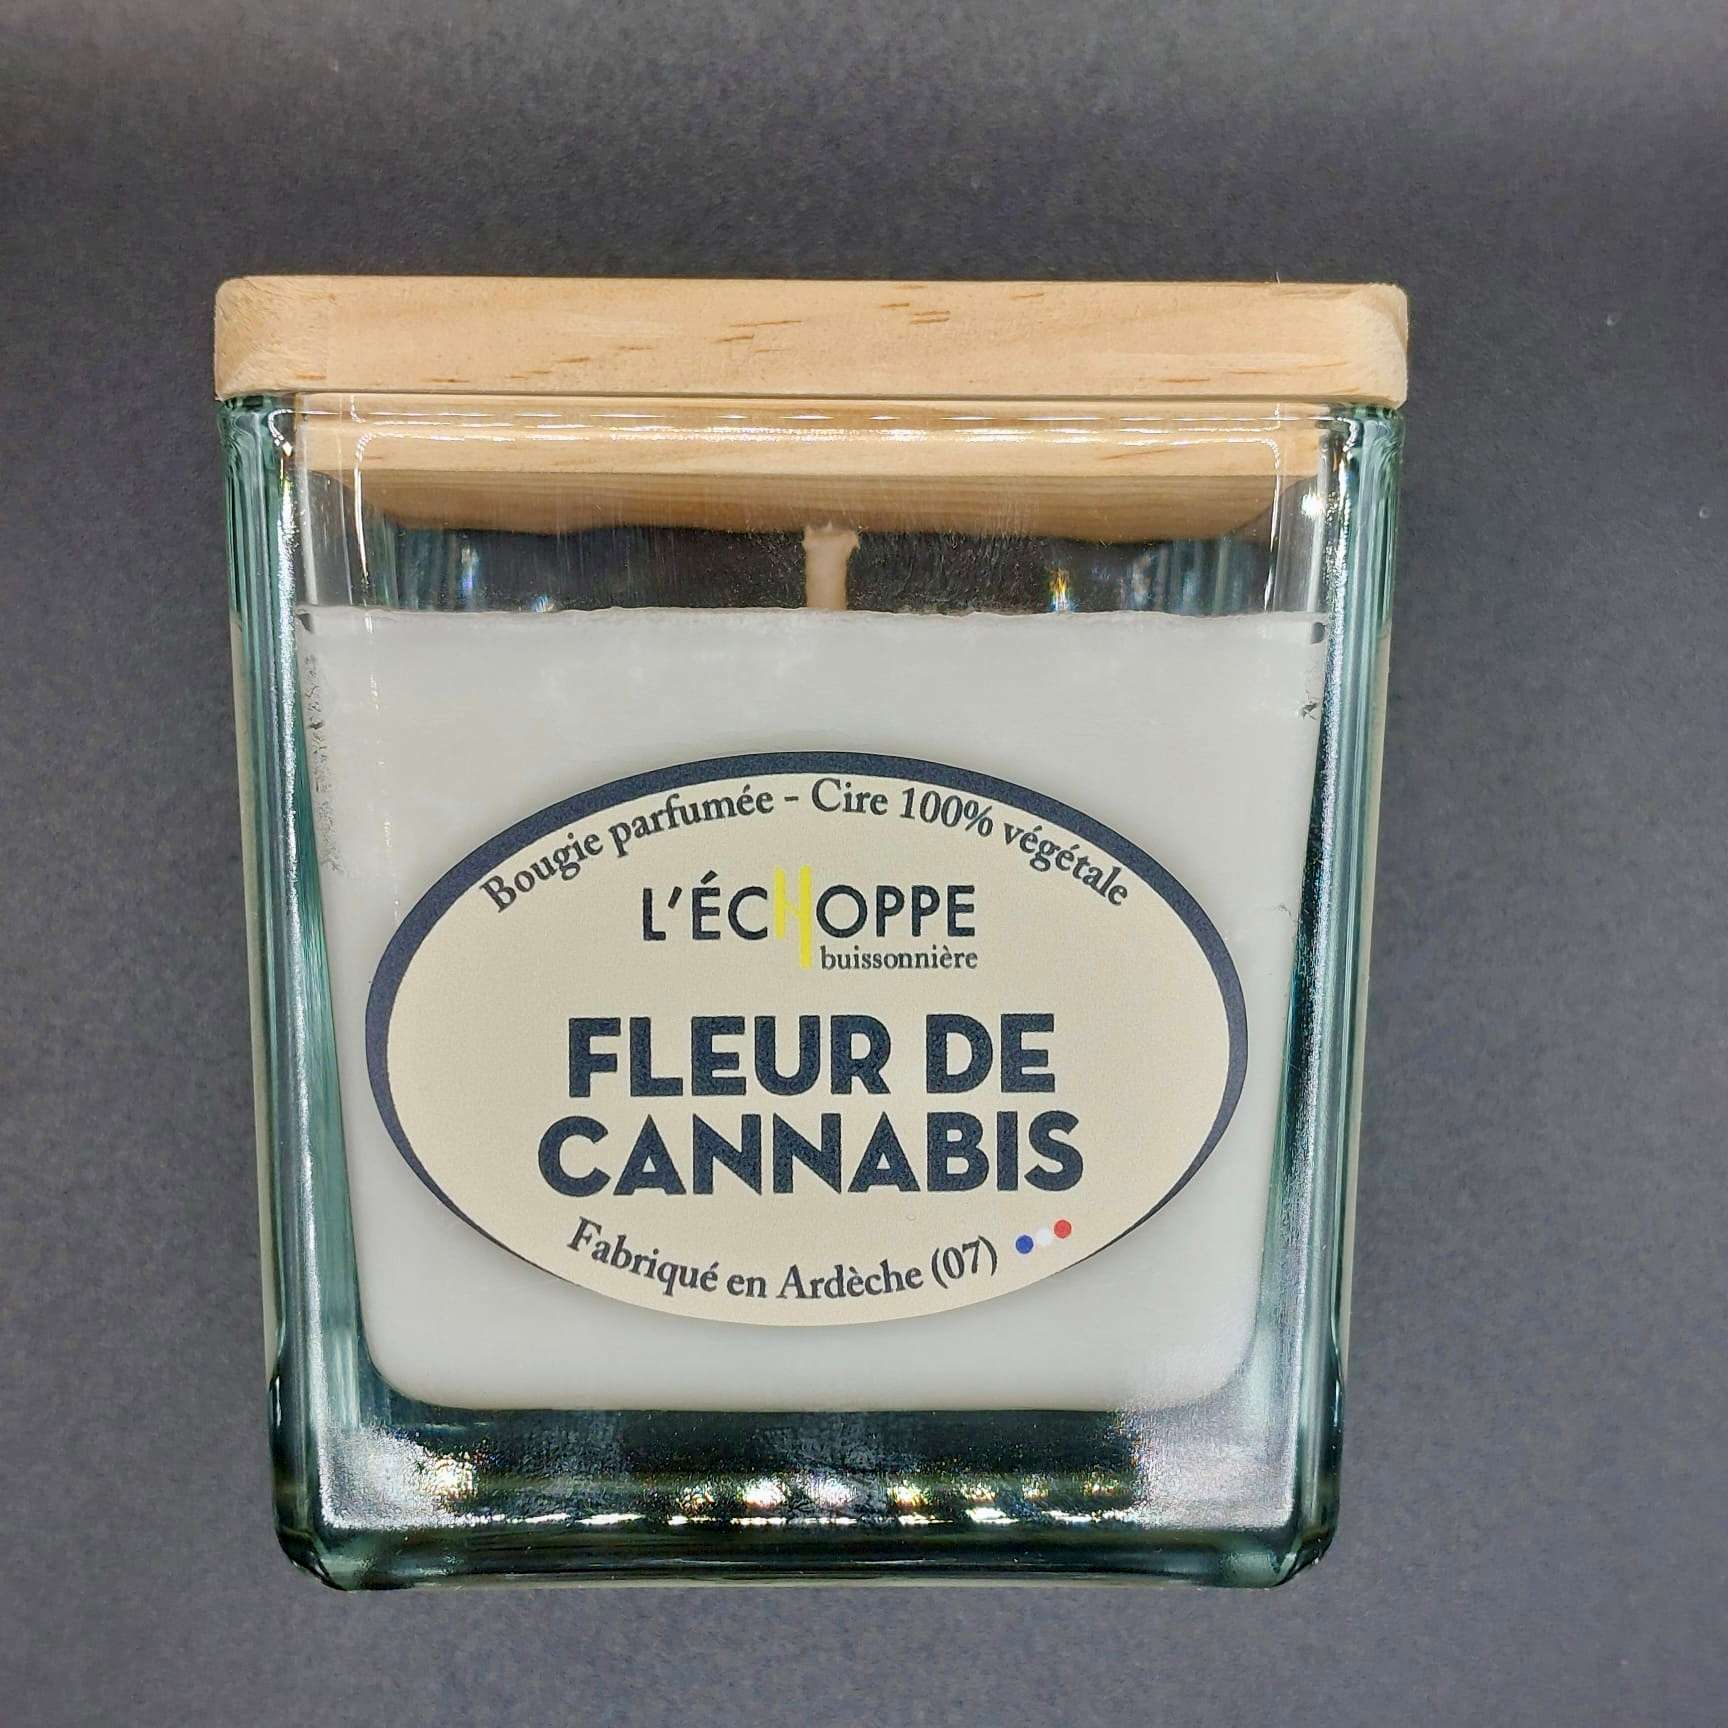 Bougie parfumée - Cire 100% végétale
L'ÉCHOPPE
buissonnière
FLEUR DE
CANNABIS
Fabriqué en Ardèche (07)